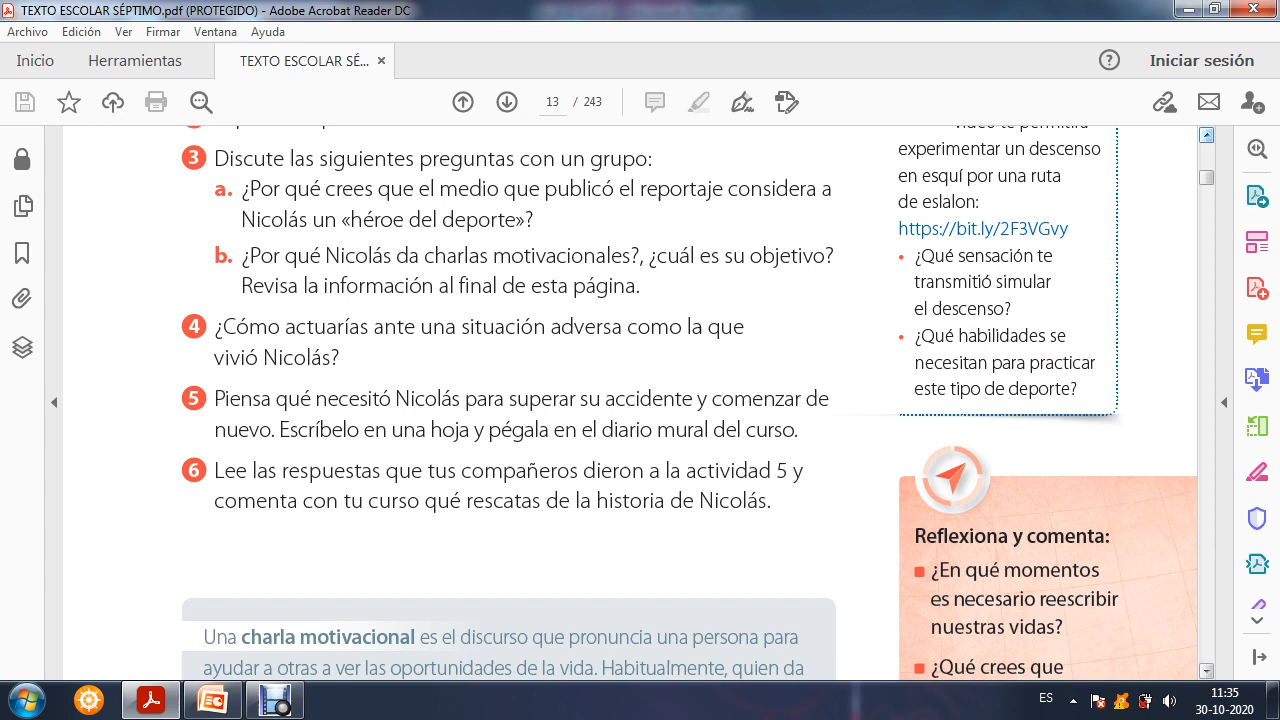 TEXTO ESCOLAR SÉPTIMO.pdf (PROTEGIDO) - Adobe Acrobat Reader DC
Archivo Edición Ver Firmar Ventana Ayuda
Inicio Herramientas TEXTO ESCOLAR SÉ... × ? Iniciar sesión
13 / 243
3 Discute las siguientes preguntas con un grupo:
a. ¿Por qué crees que el medio que publicó el reportaje considera a
Nicolás un «héroe del deporte»?
b. ¿Por qué Nicolás da charlas motivacionales?, ¿cuál es su objetivo?
Revisa la información al final de esta página.
4 ¿Cómo actuarías ante una situación adversa como la que
vivió Nicolás?
5 Piensa qué necesitó Nicolás para superar su accidente y comenzar de
nuevo. Escríbelo en una hoja y pégala en el diario mural del curso.
6 Lee las respuestas que tus compañeros dieron a la actividad 5 y
comenta con tu curso qué rescatas de la historia de Nicolás.
Una charla motivacional es el discurso que pronuncia una persona para
ayudar a otras a ver las oportunidades de la vida. Habitualmente, quien da
video te permitirá
experimentar un descenso
en esquí por una ruta
de eslalon:
https://bit.ly/2F3VGvy
• ¿Qué sensación te
transmitió simular
el descenso?
• ¿Qué habilidades se
necesitan para practicar
este tipo de deporte?
Reflexiona y comenta:
¿En qué momentos
es necesario reescribir
nuestras vidas?
¿Qué crees que
ES 11:35
30-10-2020